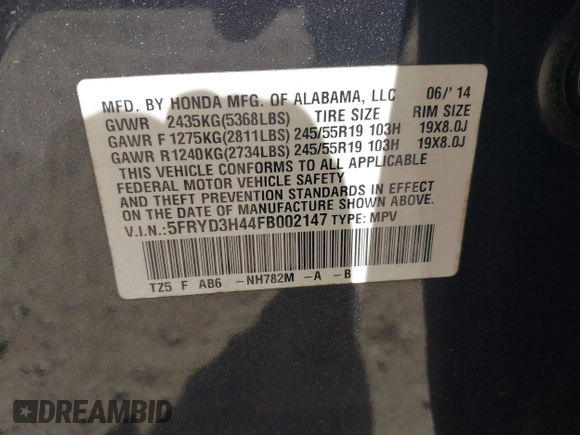 MFD. BY HONDA MFG. OF ALABAMA, LLC 06/' 14
GVWR 2435KG(5368LBS) TIRE SIZE RIM SIZE
GAWR F 1275KG(2811LBS) 245/55R19 103H 19X8.0J
GAWR R1240KG(2734LBS) 245/55R19 103H 19X8.0J
THIS VEHICLE CONFORMS TO ALL APPLICABLE
FEDERAL MOTOR VEHICLE SAFETY
AND THEFT PREVENTION STANDARDS IN EFFECT
ON THE DATE OF MANUFACTURE SHOWN ABOVE.
V.I.N.:5FRYD3H44FB002147 TYPE: MPV
TZ5 F AB6 -NH782M -A -B
DREAMBID